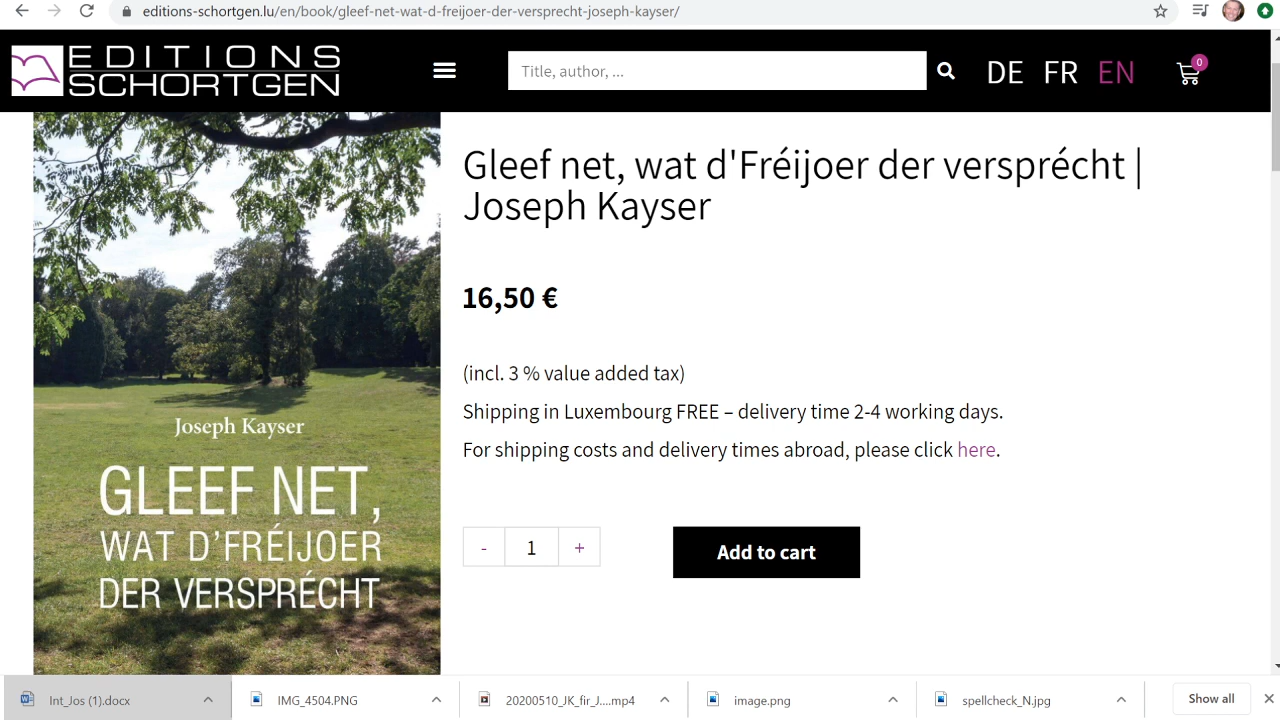 editions-schortgen.lu/en/book/gleef-net-wat-d-freijoer-der-versprecht-joseph-kayser/
EDITIONS
SCHORTGEN
Title, author, ...
DE FR EN
0
Gleef net, wat d'Fréijoer der versprécht |
Joseph Kayser
16,50 €
(incl. 3 % value added tax)
Shipping in Luxembourg FREE – delivery time 2-4 working days.
For shipping costs and delivery times abroad, please click here.
- 1 +
Add to cart
Joseph Kayser
GLEEF NET,
WAT D'FRÉIJOER
DER VERSPRÉCHT
Int_Jos (1).docx
IMG_4504.PNG
20200510_JK_fir_J....mp4
image.png
spellcheck_N.jpg
Show all